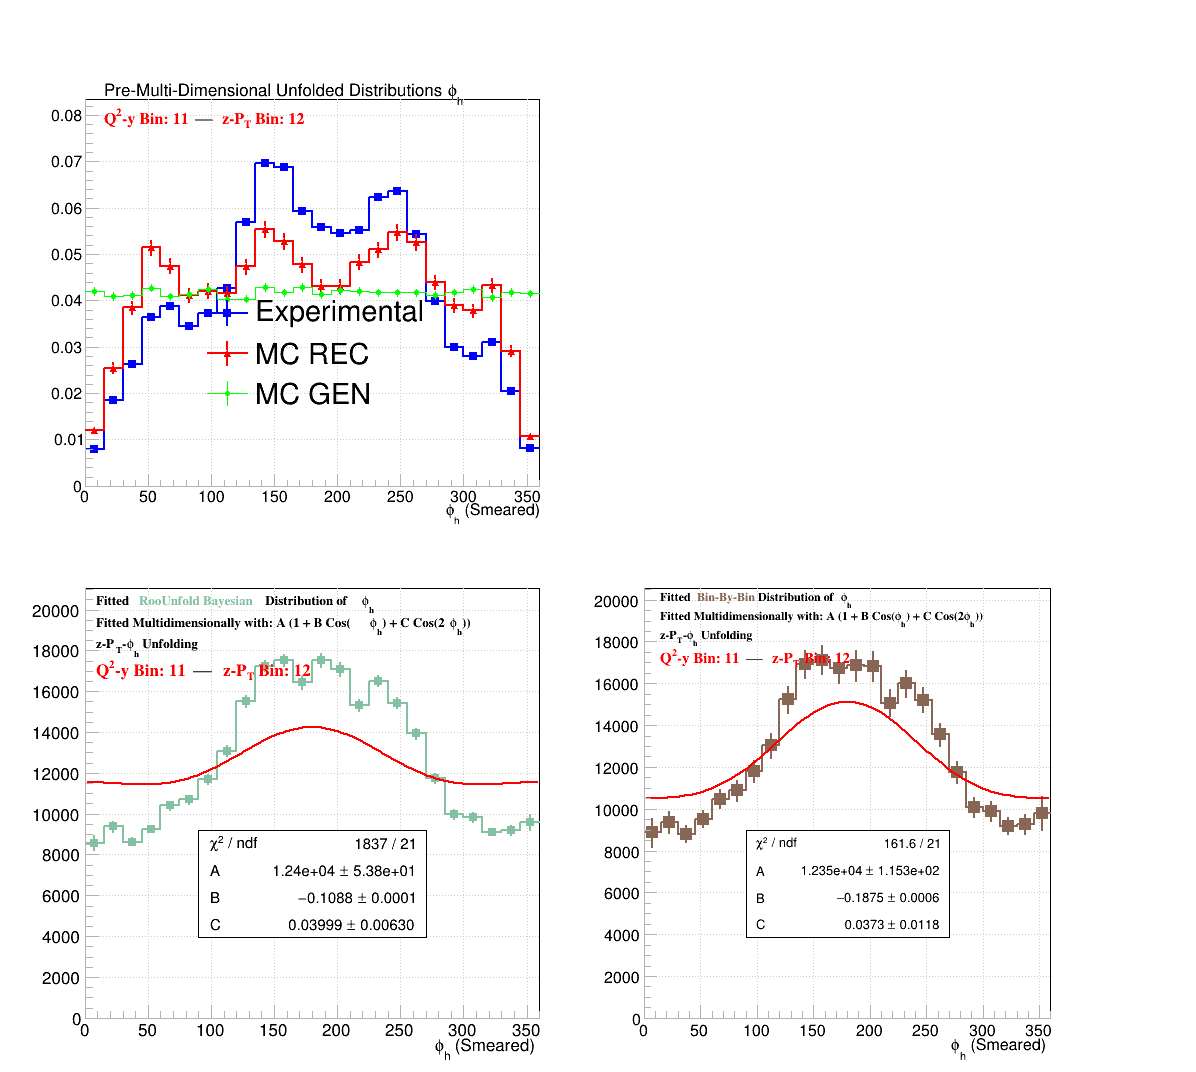 Pre-Multi-Dimensional Unfolded Distributions ϕh
Q²-y Bin: 11 — z-PT Bin: 12
0.08
0.07
0.06
0.05
0.04
0.03
0.02
0.01
0
Experimental
MC REC
MC GEN
0 50 100 150 200 250 300 350
ϕh (Smeared)
Fitted RooUnfold Bayesian Distribution of ϕh
Fitted Multidimensionally with: A (1 + B Cos( ϕh) + C Cos(2 ϕh))
z-PT-ϕh Unfolding
Q²-y Bin: 11 — z-PT Bin: 12
20000
18000
16000
14000
12000
10000
8000
6000
4000
2000
0
χ² / ndf 1837 / 21
A 1.24e+04 ± 5.38e+01
B −0.1088 ± 0.0001
C 0.03999 ± 0.00630
0 50 100 150 200 250 300 350
ϕh (Smeared)
Fitted Bin-By-Bin Distribution of ϕh
Fitted Multidimensionally with: A (1 + B Cos(ϕh) + C Cos(2ϕh))
z-PT-ϕh Unfolding
Q²-y Bin: 11 — z-PT Bin: 12
20000
18000
16000
14000
12000
10000
8000
6000
4000
2000
0
χ² / ndf 161.6 / 21
A 1.235e+04 ± 1.153e+02
B −0.1875 ± 0.0006
C 0.0373 ± 0.0118
0 50 100 150 200 250 300 350
ϕh (Smeared)